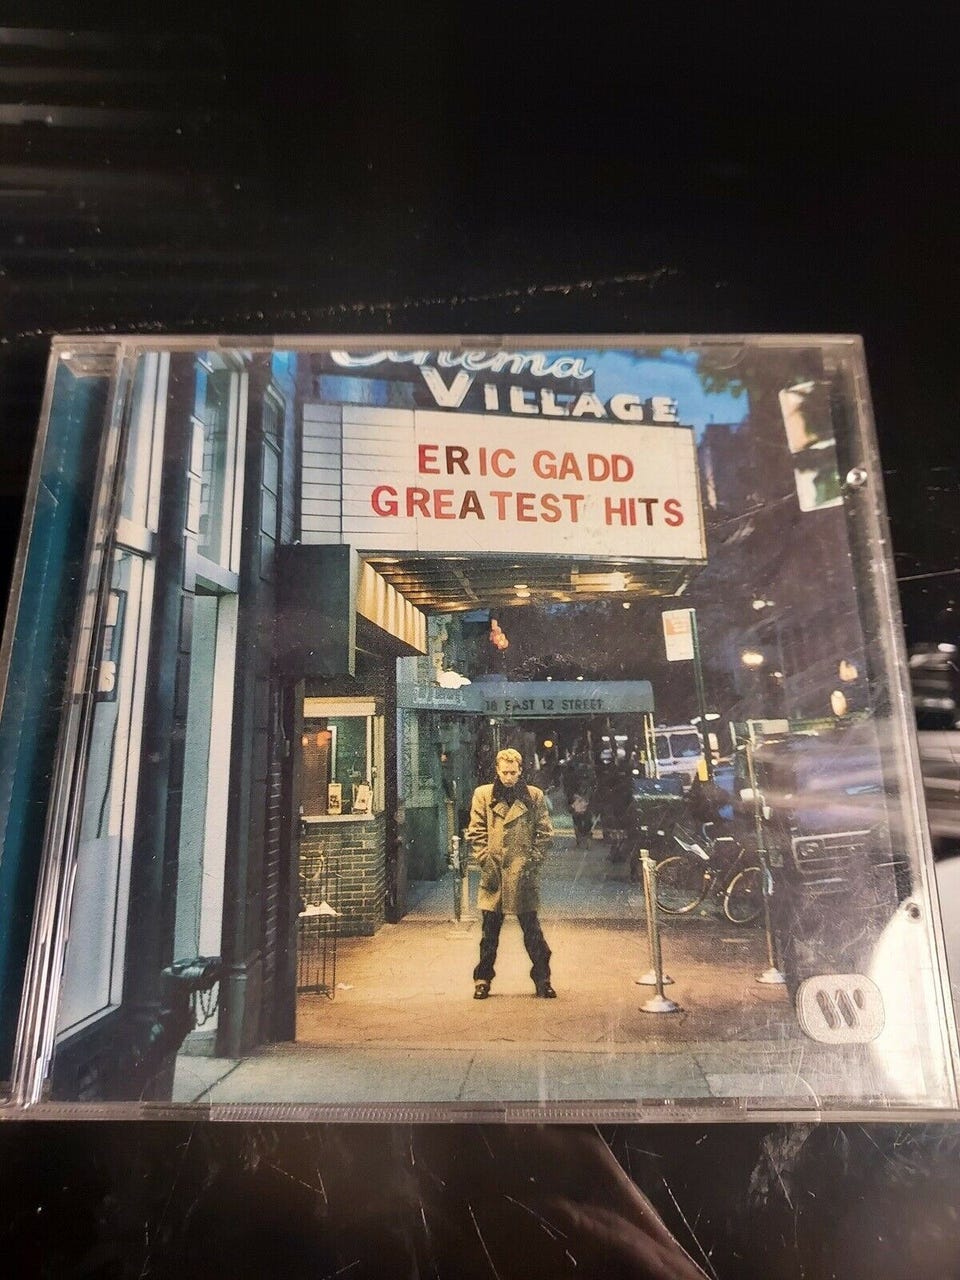 Cinema
VILLAGE
ERIC GADD
GREATEST HITS
18 EAST 12 STREET